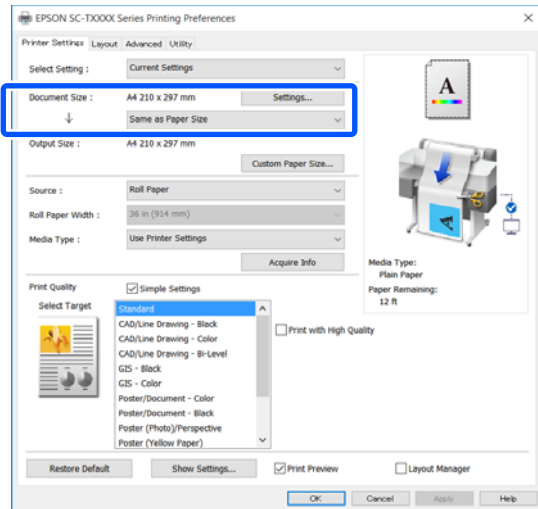 EPSON SC-TXXXX Series Printing Preferences
Printer Settings Layout Advanced Utility
Select Setting : Current Settings
Document Size : A4 210 x 297 mm Settings...
Same as Paper Size
Output Size : A4 210 x 297 mm
Custom Paper Size...
Source : Roll Paper
Roll Paper Width : 36 in (914 mm)
Media Type : Use Printer Settings
Acquire Info
A
Media Type:
Plain Paper
Paper Remaining:
12 ft
Print Quality Simple Settings
Select Target
Standard
CAD/Line Drawing - Black
CAD/Line Drawing - Color
CAD/Line Drawing - Bi-Level
GIS - Black
GIS - Color
Poster/Document - Color
Poster/Document - Black
Poster (Photo)/Perspective
Poster (Yellow Paper)
Print with High Quality
Restore Default Show Settings... Print Preview Layout Manager
OK Cancel Apply Help